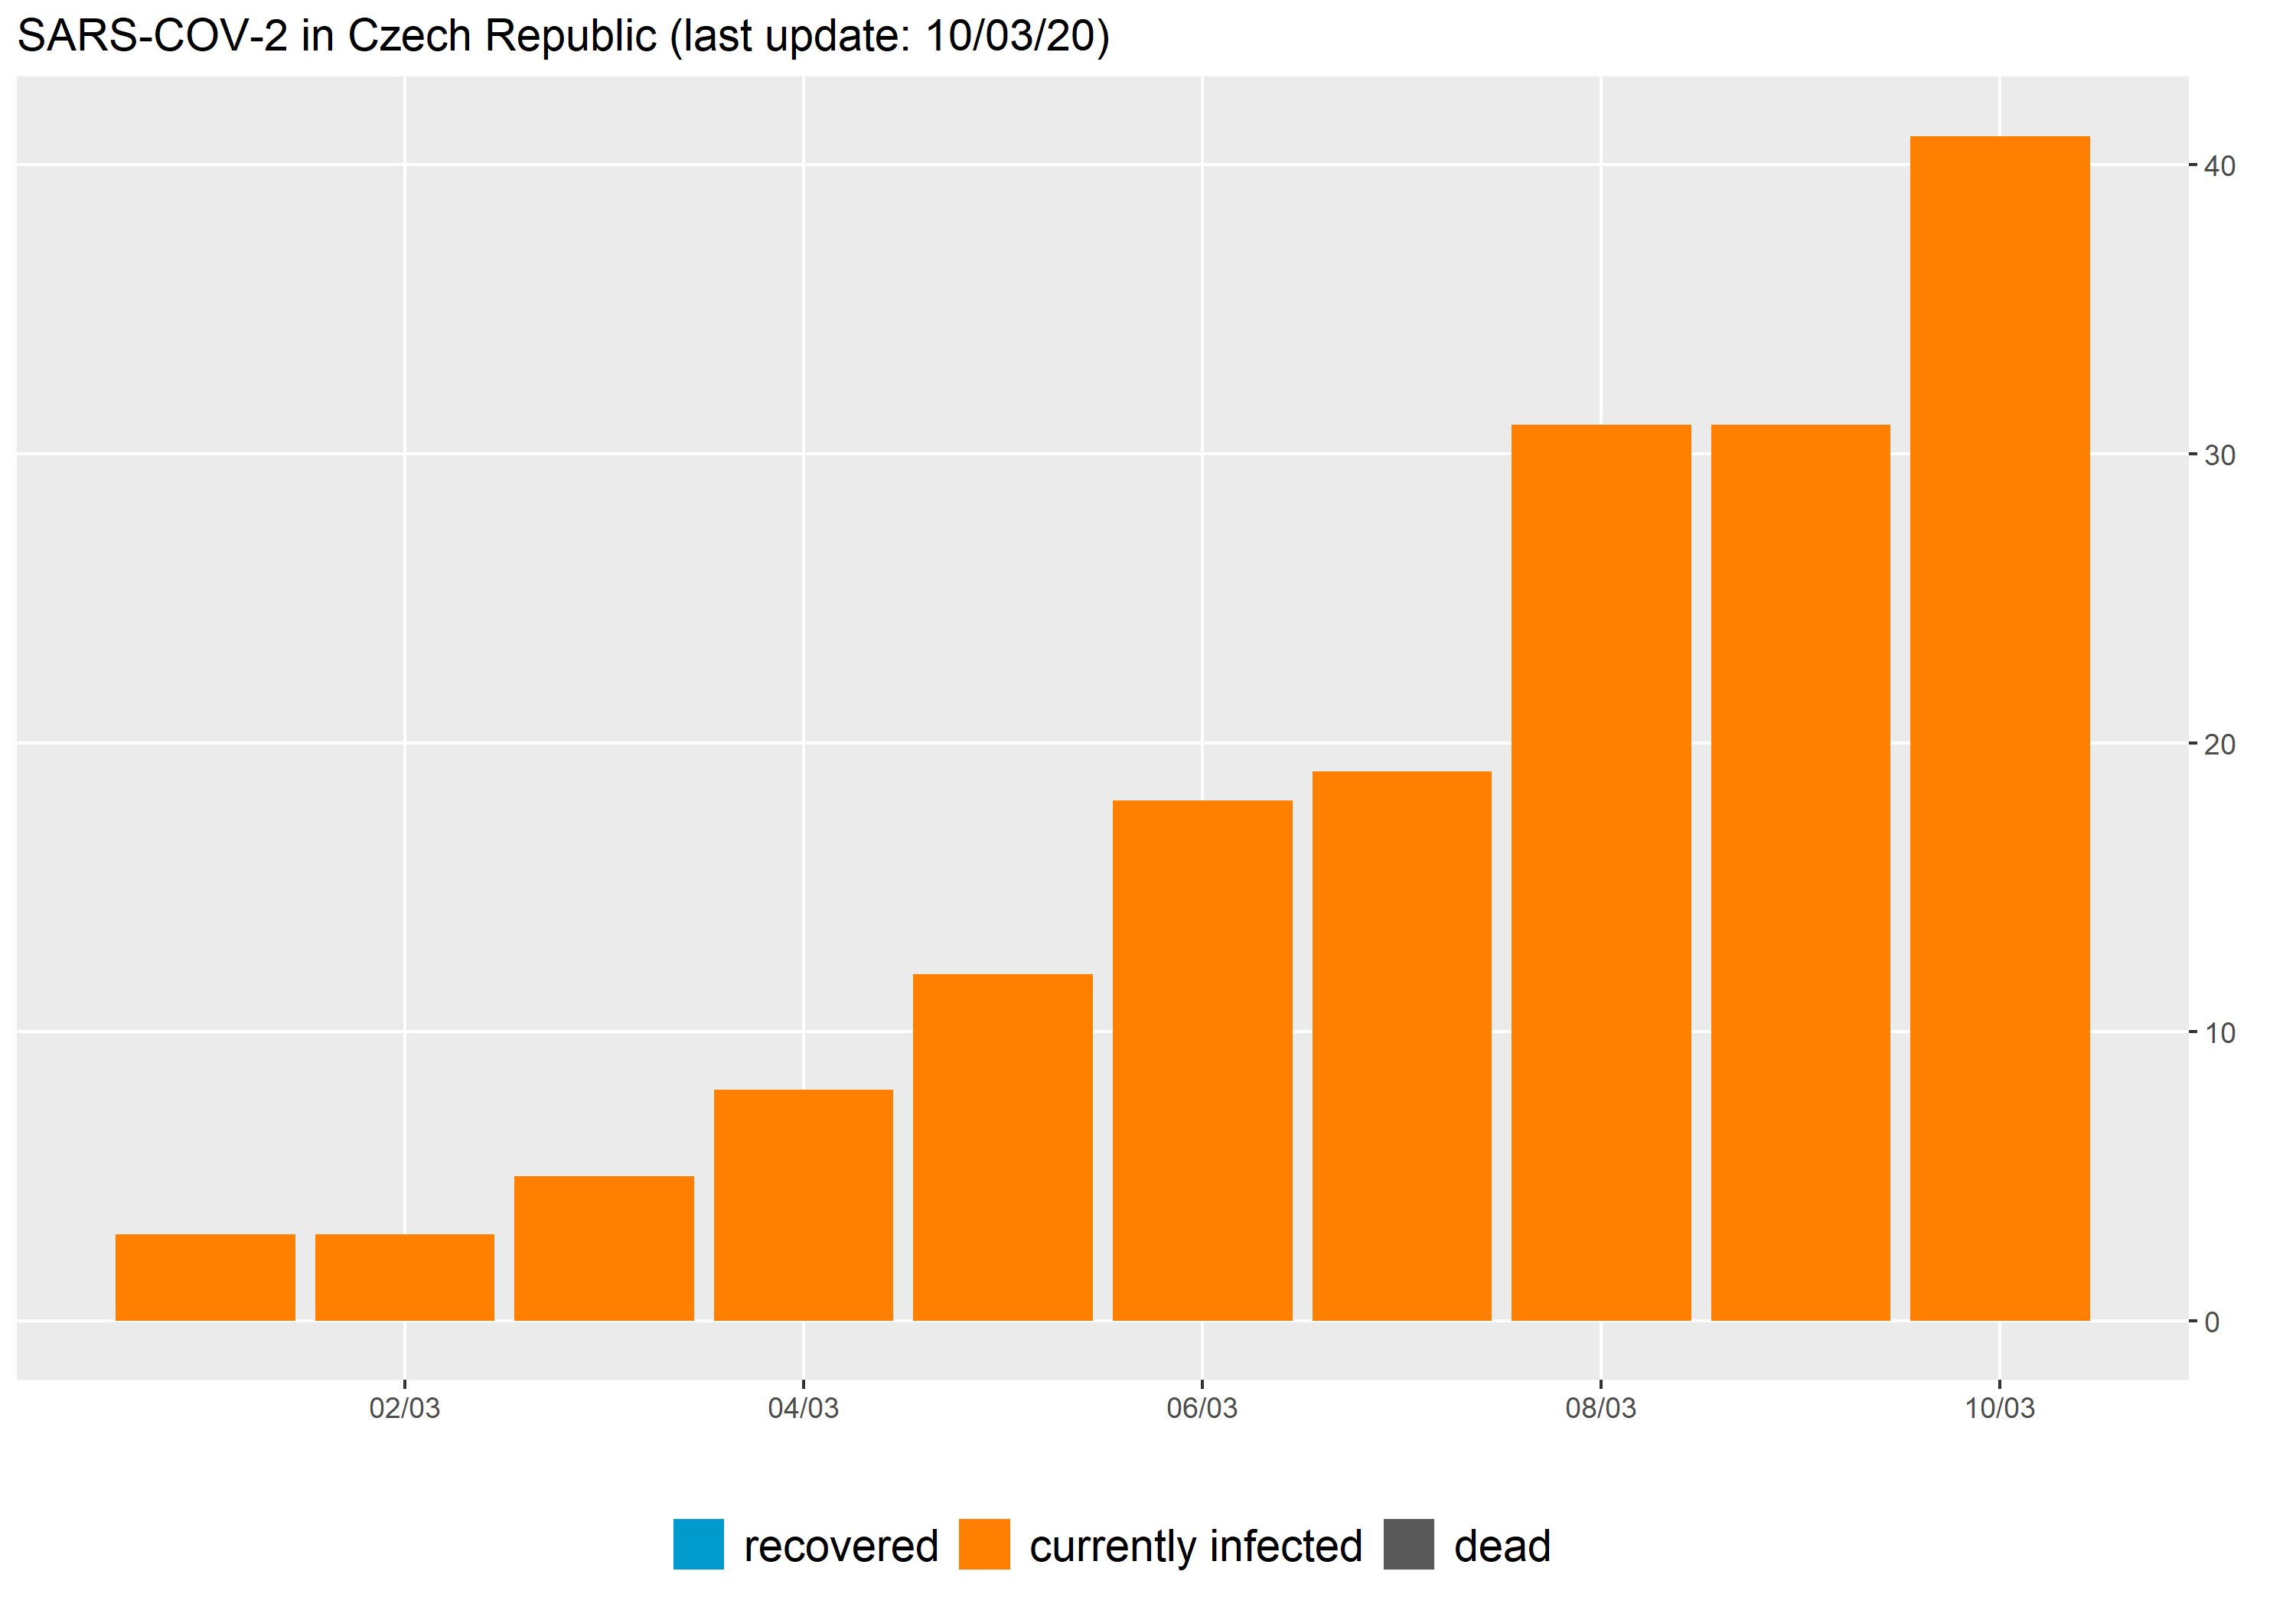 SARS-COV-2 in Czech Republic (last update: 10/03/20)
40
30
20
10
0
02/03 04/03 06/03 08/03 10/03
recovered currently infected dead